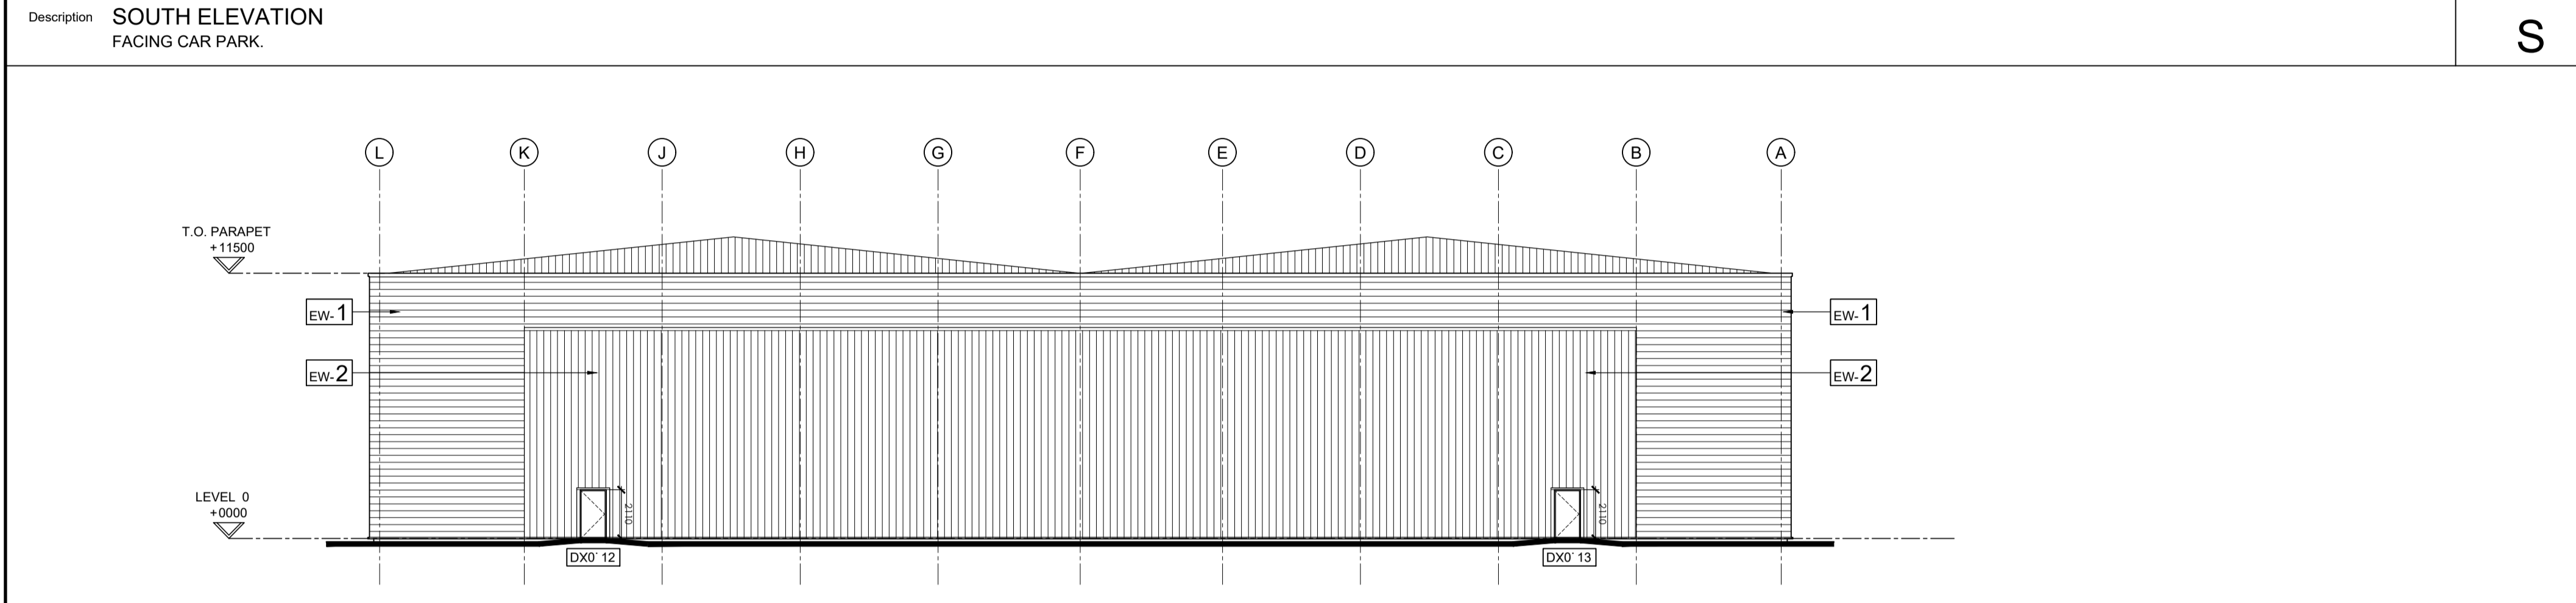 Description SOUTH ELEVATION
FACING CAR PARK.
S
L K J H G F E D C B A
T.O. PARAPET
+11500
EW-1
EW-1
EW-2
EW-2
LEVEL 0
+0000
2110
2110
DX0˙12
DX0˙13